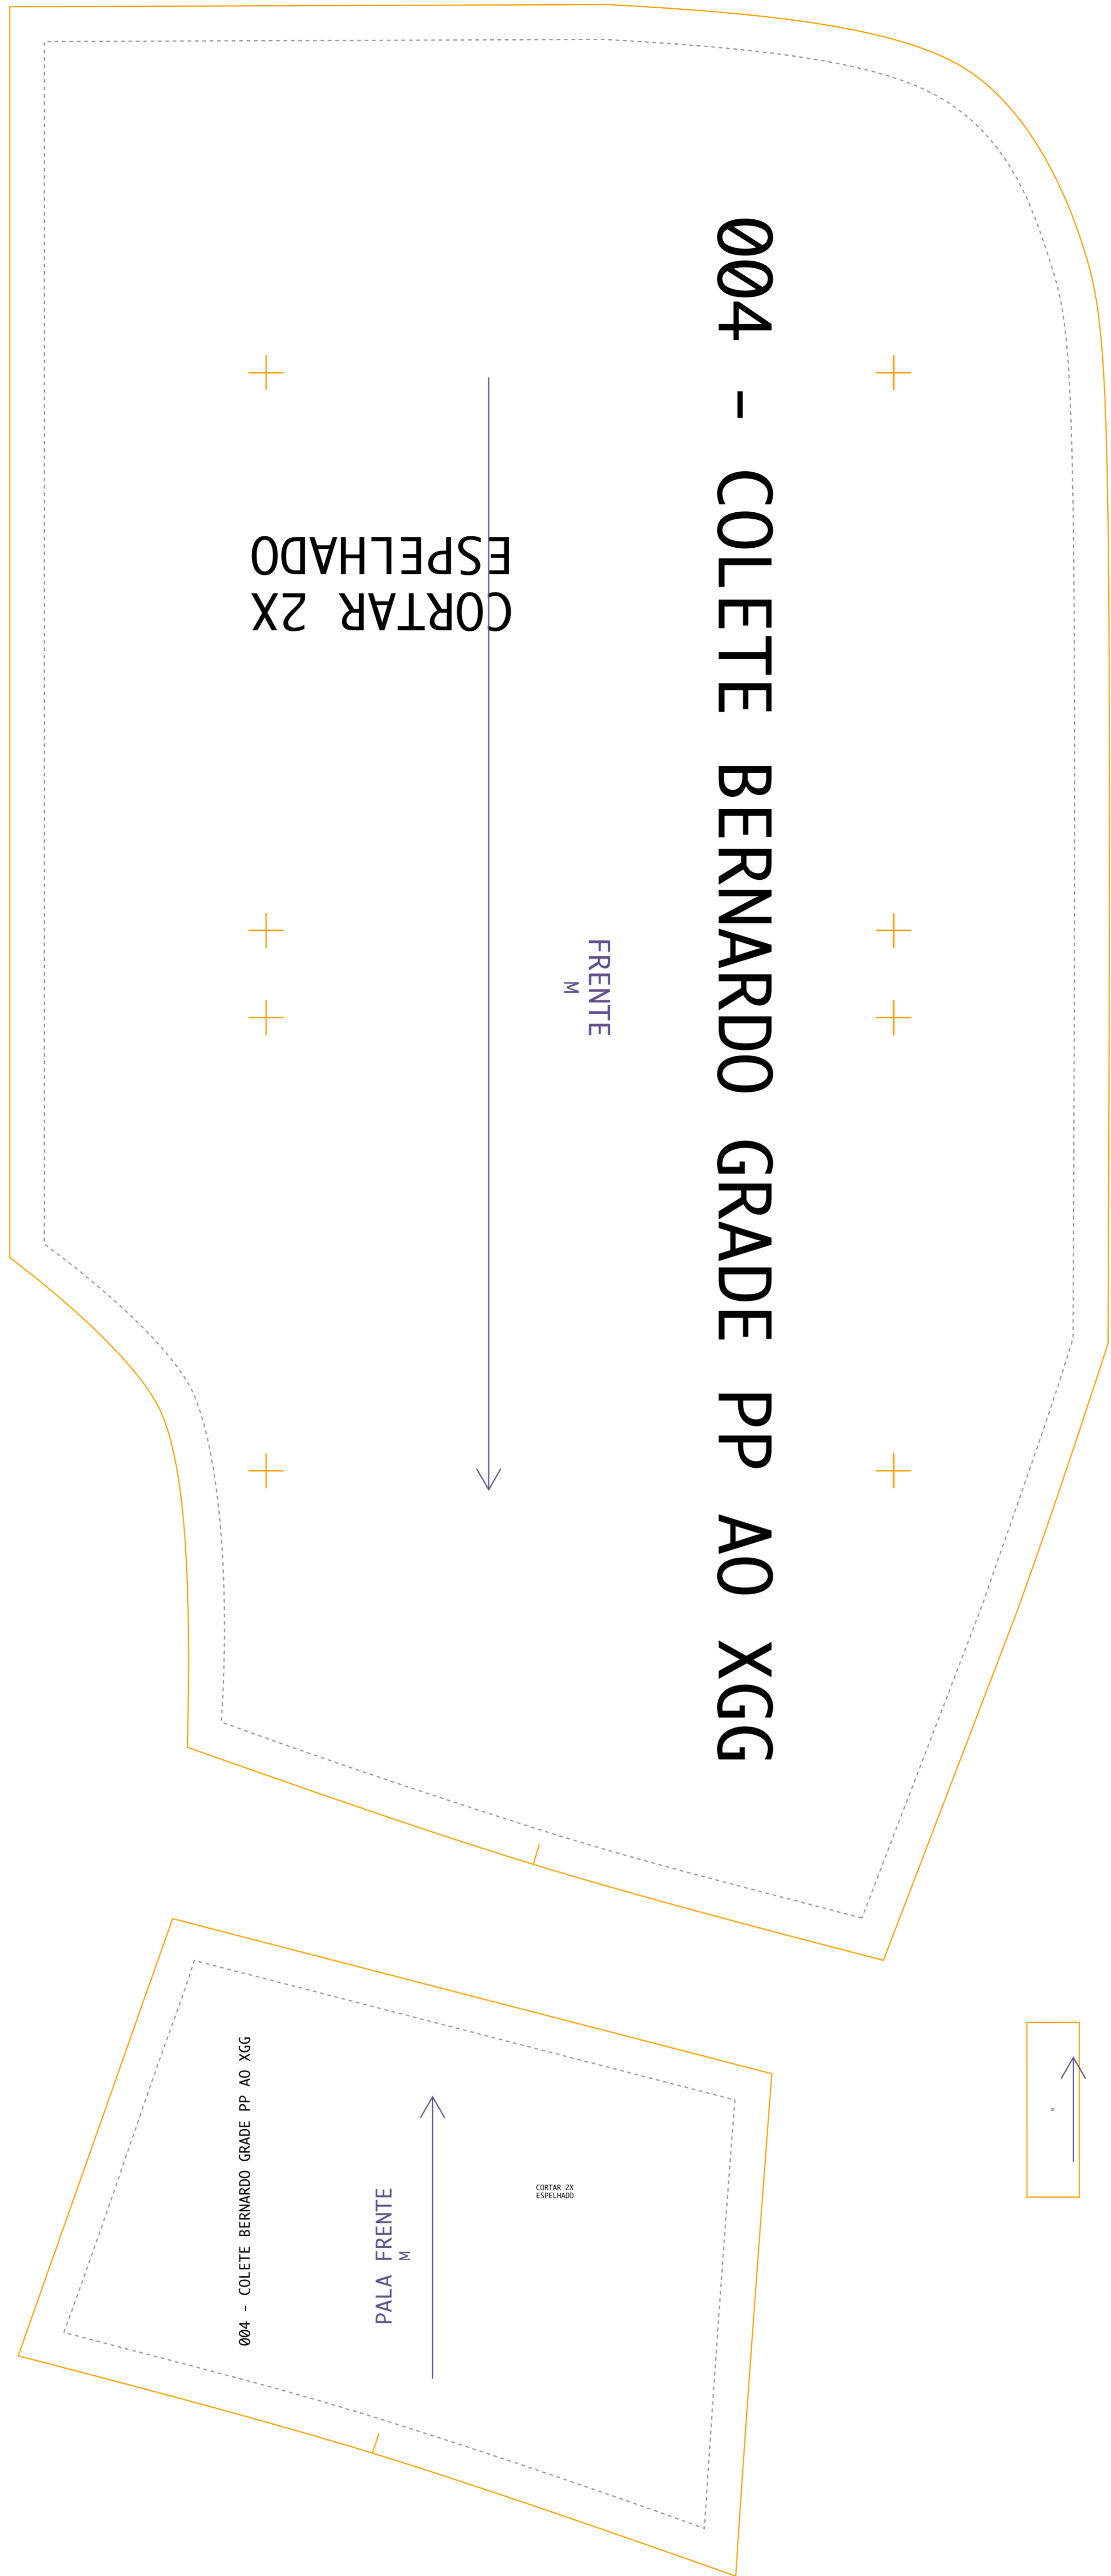 004 - COLETE BERNARDO GRADE PP AO XGG
CORTAR 2X
ESPELHADO
FRENTE
M
004 - COLETE BERNARDO GRADE PP AO XGG
PALA FRENTE
M
CORTAR 2X
ESPELHADO
M